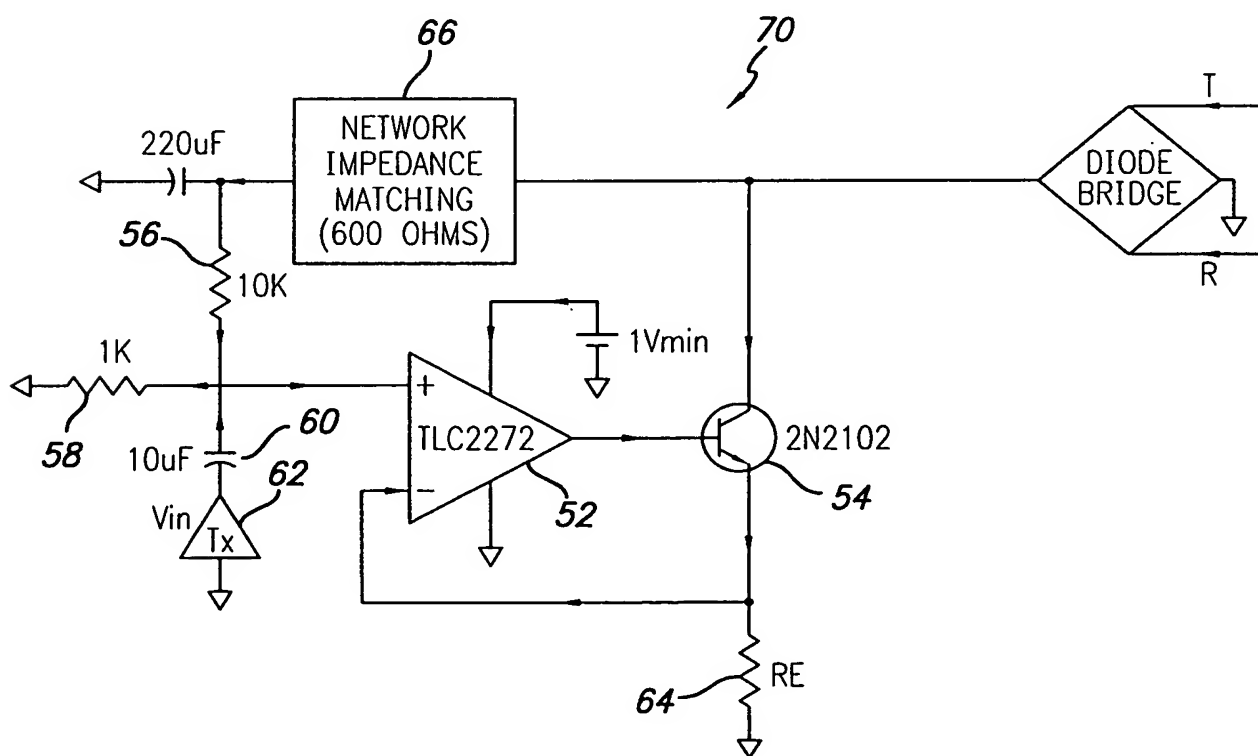 66
70
T
220uF
NETWORK
IMPEDANCE
MATCHING
(600 OHMS)
DIODE
BRIDGE
R
56
10K
1K
1Vmin
+
TLC2272
2N2102
58
10uF
60
62
Vin
Tx
−
52
54
64
RE